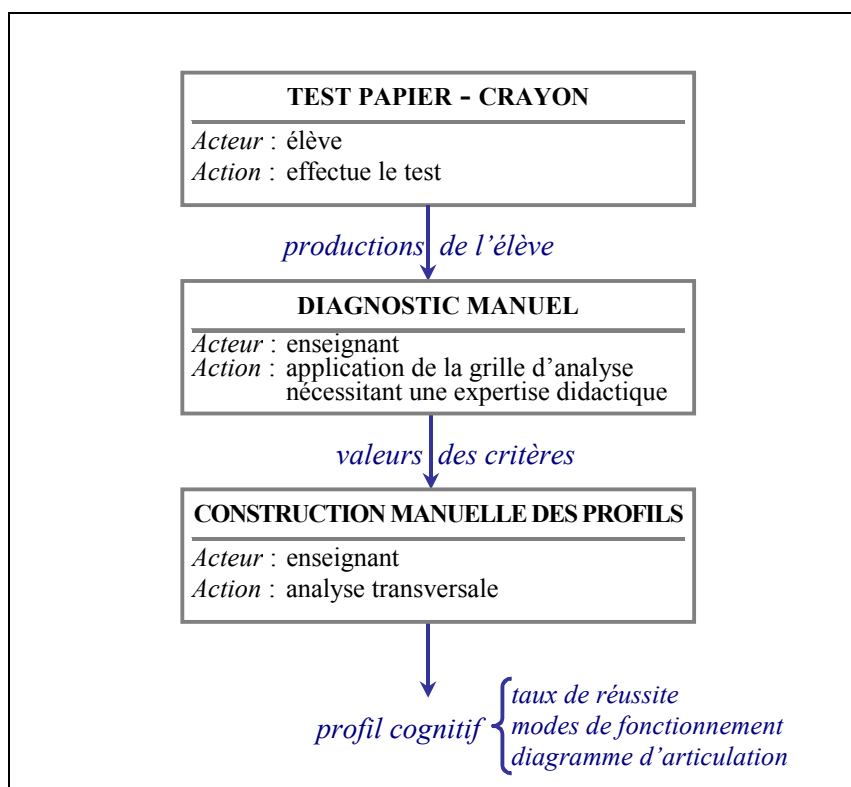 TEST PAPIER - CRAYON
Acteur : élève
Action : effectue le test
productions de l'élève
DIAGNOSTIC MANUEL
Acteur : enseignant
Action : application de la grille d'analyse
nécessitant une expertise didactique
valeurs des critères
CONSTRUCTION MANUELLE DES PROFILS
Acteur : enseignant
Action : analyse transversale
taux de réussite
profil cognitif modes de fonctionnement
diagramme d'articulation